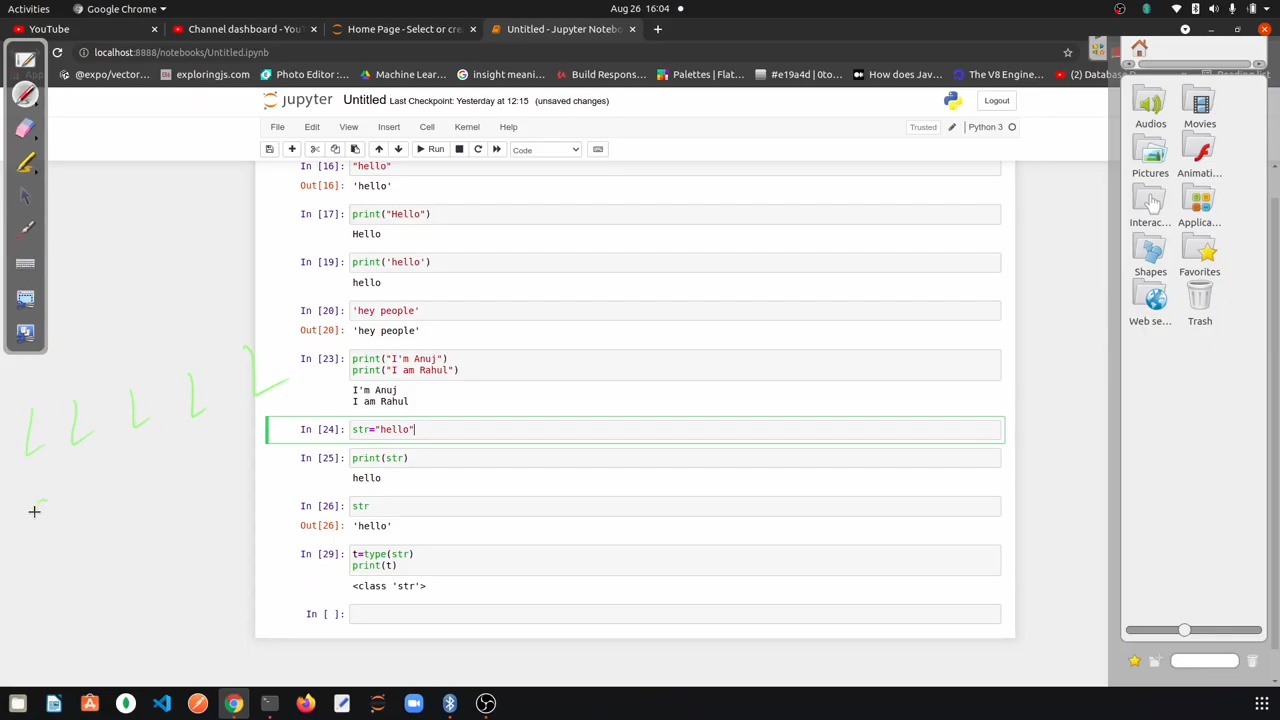 Activities
Google Chrome
Aug 26 16:04
YouTube
Channel dashboard - You
Home Page - Select or cre
Untitled - Jupyter Notebo
localhost:8888/notebooks/Untitled.ipynb
App
@expo/vector...
exploringjs.com
Photo Editor :...
Machine Lear...
Insight meani...
Build Respons...
Palettes | Flat...
#e19a4d | 0to...
How does Jav...
The V8 Engine...
(2) Database D
Reading list
jupyter
Untitled
Last Checkpoint: Yesterday at 12:15
(unsaved changes)
Logout
File
Edit
View
Insert
Cell
Kernel
Help
Trusted
Python 3
Run
Code
In [16]: "hello"
Out[16]: 'hello'
In [17]: print("Hello")
Hello
In [19]: print('hello')
hello
In [20]: 'hey people'
Out[20]: 'hey people'
In [23]: print("I'm Anuj")
print("I am Rahul")
I'm Anuj
I am Rahul
In [24]: str="hello"
In [25]: print(str)
hello
In [26]: str
Out[26]: 'hello'
In [29]: t=type(str)
print(t)
<class 'str'>
In [ ]:
Audios
Movies
Pictures
Animati...
Interac...
Applica...
Shapes
Favorites
Web se...
Trash